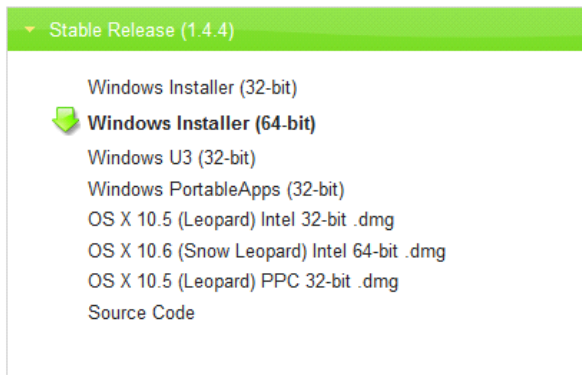 Stable Release (1.4.4)
Windows Installer (32-bit)
Windows Installer (64-bit)
Windows U3 (32-bit)
Windows PortableApps (32-bit)
OS X 10.5 (Leopard) Intel 32-bit .dmg
OS X 10.6 (Snow Leopard) Intel 64-bit .dmg
OS X 10.5 (Leopard) PPC 32-bit .dmg
Source Code